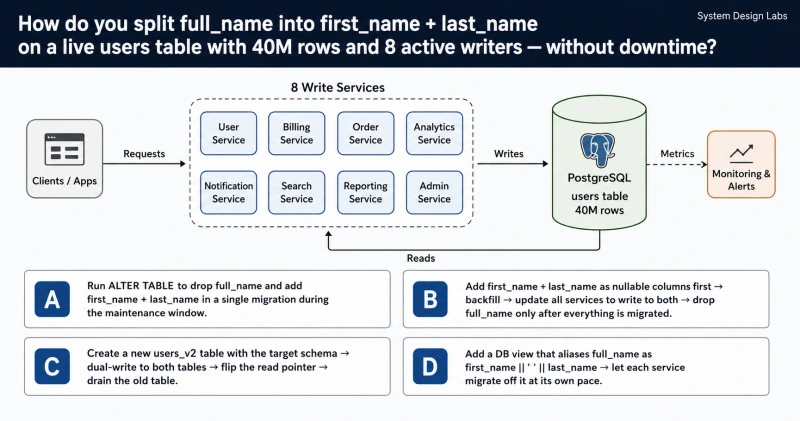 How do you split full_name into first_name + last_name
on a live users table with 40M rows and 8 active writers — without downtime?
System Design Labs
8 Write Services
Clients / Apps
Requests
User
Service
Billing
Service
Order
Service
Analytics
Service
Notification
Service
Search
Service
Reporting
Service
Admin
Service
Writes
PostgreSQL
users table
40M rows
Metrics
Monitoring &
Alerts
Reads
A
Run ALTER TABLE to drop full_name and add
first_name + last_name in a single migration during
the maintenance window.
B
Add first_name + last_name as nullable columns first →
backfill → update all services to write to both → drop
full_name only after everything is migrated.
C
Create a new users_v2 table with the target schema →
dual-write to both tables → flip the read pointer →
drain the old table.
D
Add a DB view that aliases full_name as
first_name || ' ' || last_name → let each service
migrate off it at its own pace.